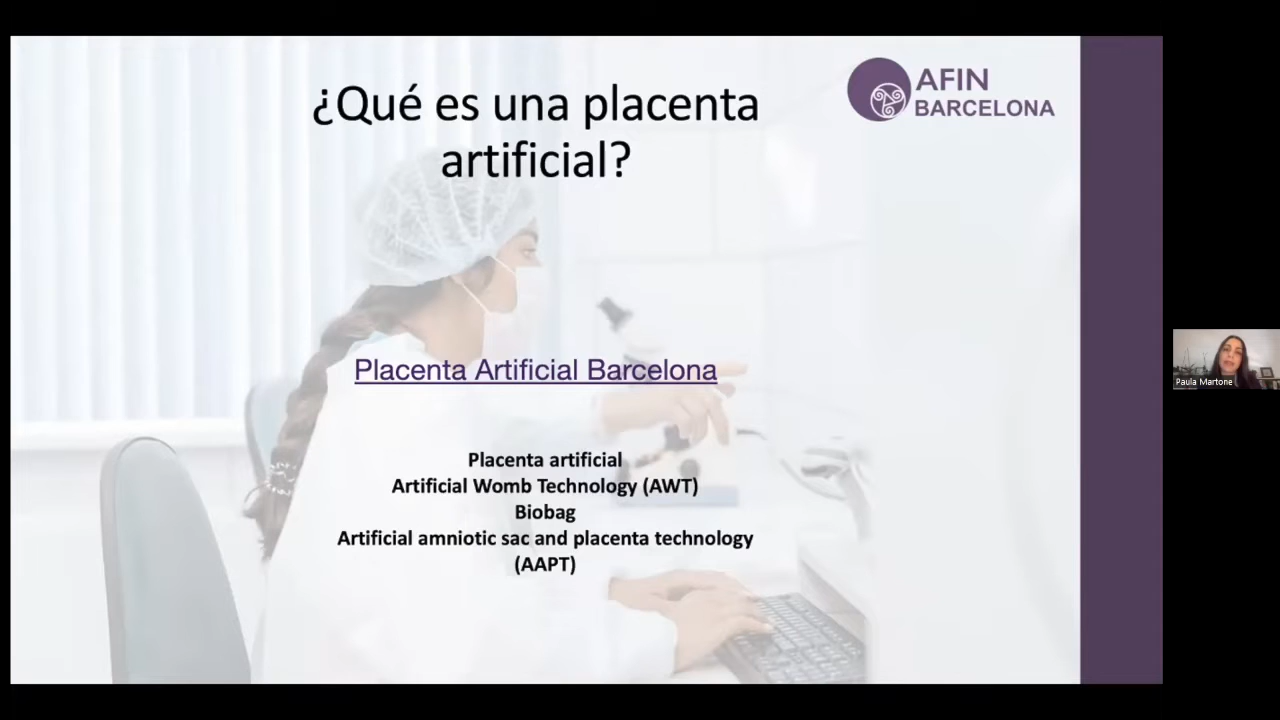 ¿Qué es una placenta
artificial?
AFIN
BARCELONA
Placenta Artificial Barcelona
Placenta artificial
Artificial Womb Technology (AWT)
Biobag
Artificial amniotic sac and placenta technology
(AAPT)
Paula Martone